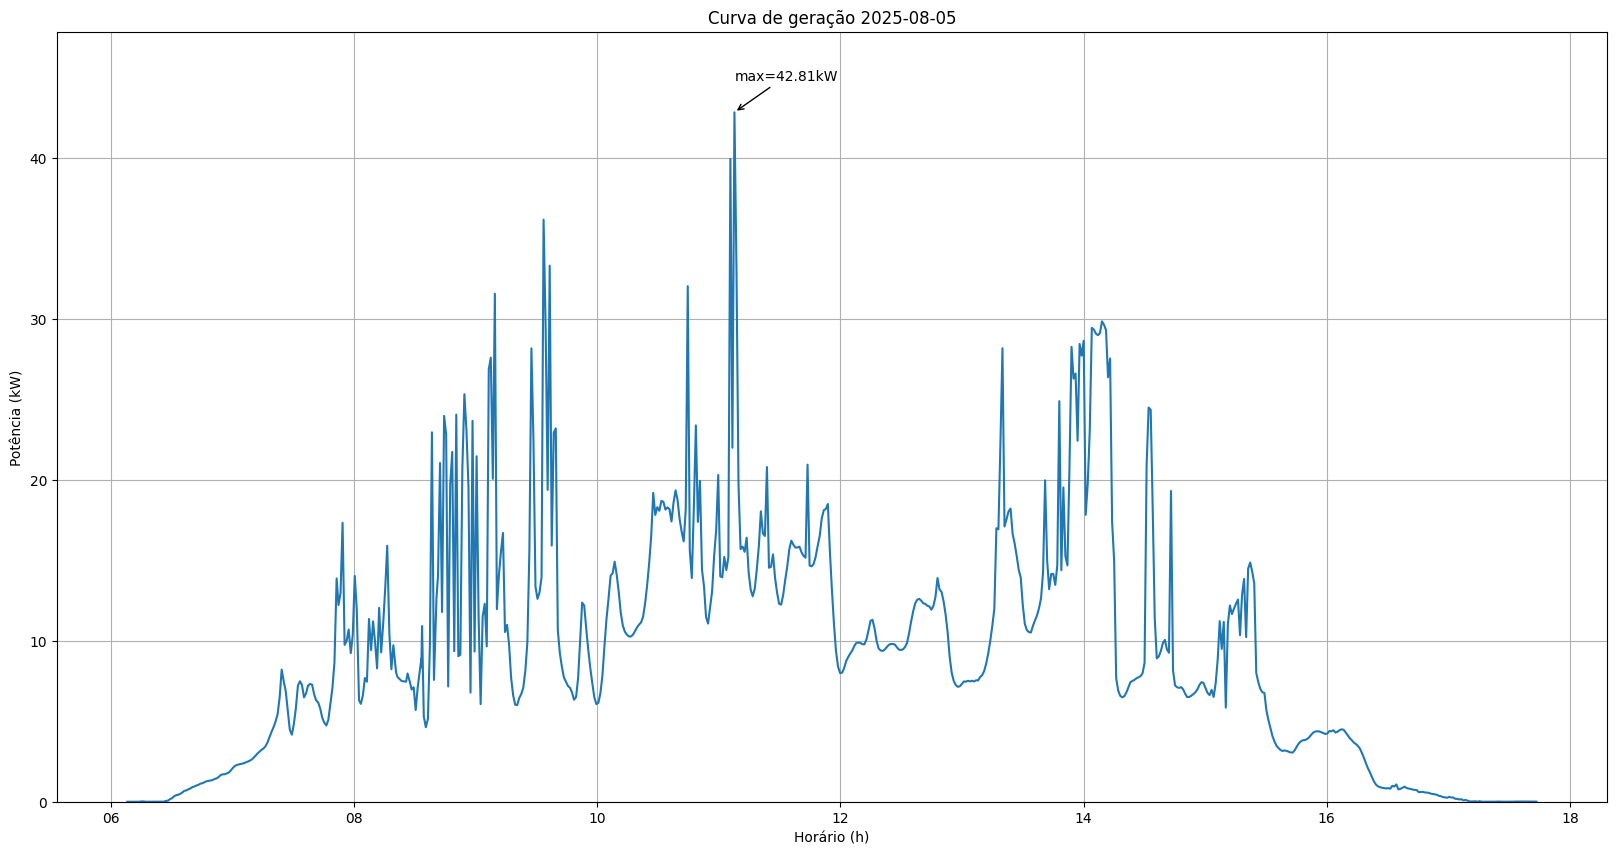 Curva de geração 2025-08-05
max=42.81kW
Potência (kW)
40
30
20
10
0
06 08 10 12 14 16 18
Horário (h)